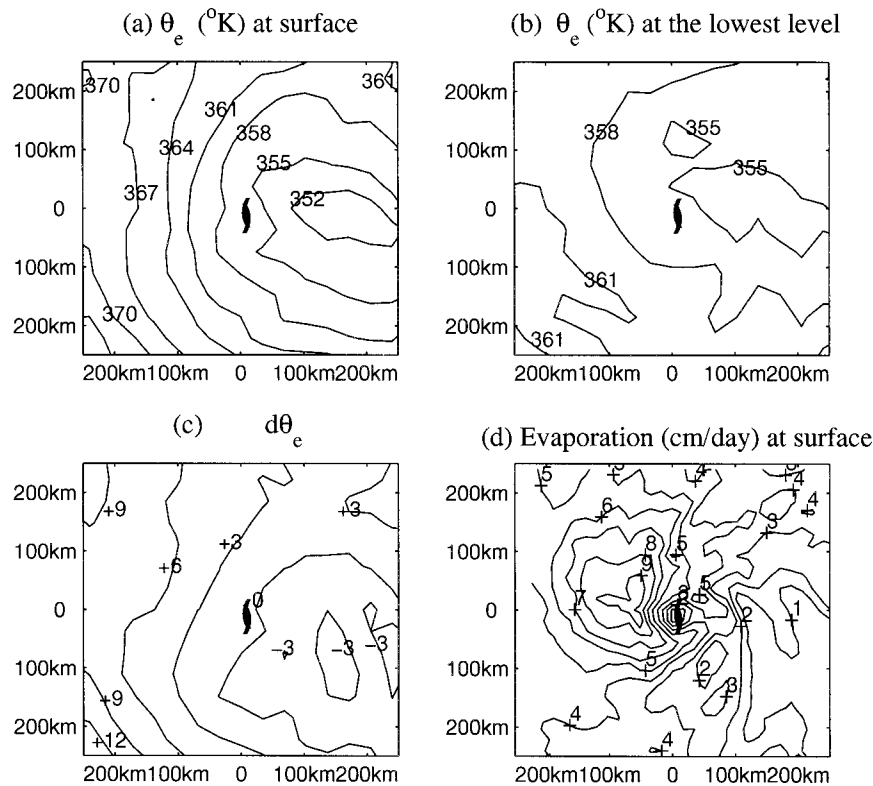 (a) θe (°K) at surface
(b) θe (°K) at the lowest level
200km
100km
0
100km
200km
200km100km 0 100km200km
370
361
361
358
364
355
367
352
370
200km
100km
0
100km
200km
200km100km 0 100km200km
358
355
355
361
361
(c) dθe
(d) Evaporation (cm/day) at surface
200km
100km
0
100km
200km
200km100km 0 100km200km
+9
+3
+3
+6
0
−3
−3
−3
+9
+12
200km
100km
0
100km
200km
200km100km 0 100km200km
5
4
4
4
6
3
8
5
9
5
8
7
2
1
5
2
3
4
4